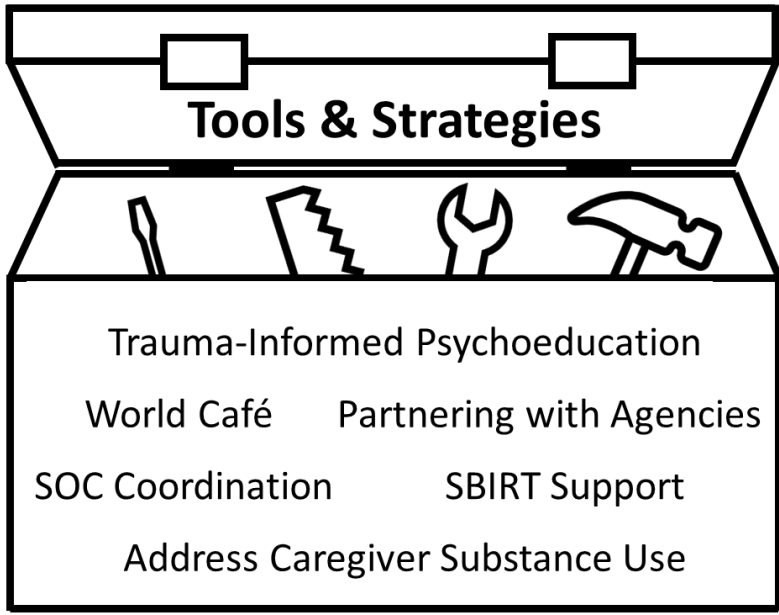 Tools & Strategies
Trauma-Informed Psychoeducation
World Café Partnering with Agencies
SOC Coordination SBIRT Support
Address Caregiver Substance Use